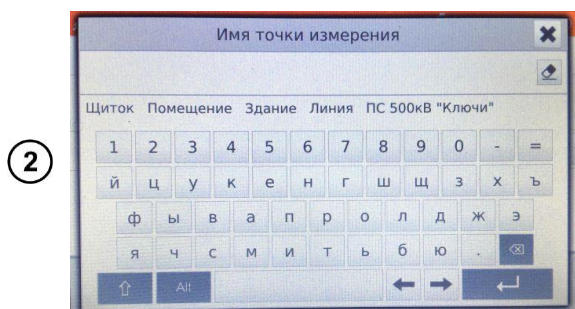 Имя точки измерения
Щиток Помещение Здание Линия ПС 500кВ "Ключи"
1 2 3 4 5 6 7 8 9 0 - =
й ц у к е н г ш щ з х ъ
2
ф ы в а п р о л д ж э
я ч с м и т ь б ю .
Alt